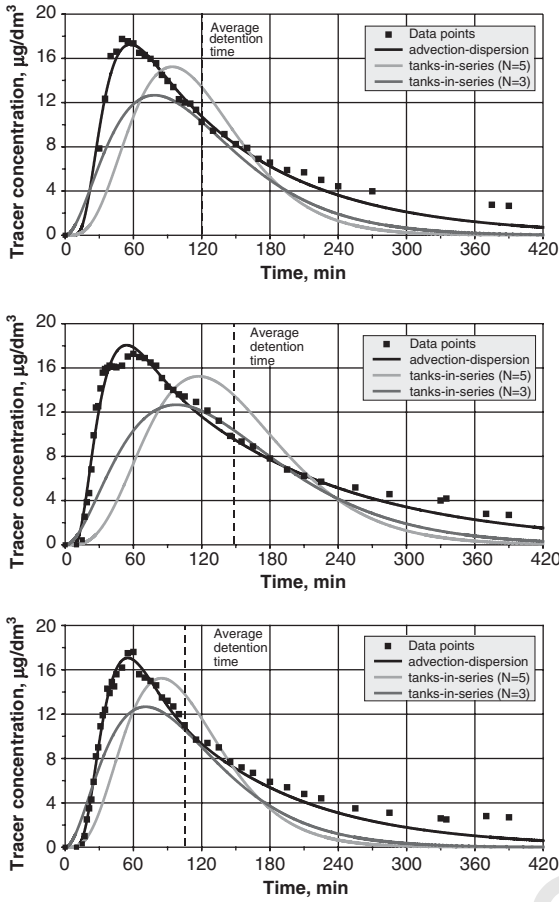 Tracer concentration, µg/dm³
20
16
12
8
4
0
Average
detention
time
Data points
advection-dispersion
tanks-in-series (N=5)
tanks-in-series (N=3)
0 60 120 180 240 300 360 420
Time, min
Tracer concentration, µg/dm³
20
16
12
8
4
0
Average
detention
time
Data points
advection-dispersion
tanks-in-series (N=5)
tanks-in-series (N=3)
0 60 120 180 240 300 360 420
Time, min
Tracer concentration, µg/dm³
20
16
12
8
4
0
Average
detention
time
Data points
advection-dispersion
tanks-in-series (N=5)
tanks-in-series (N=3)
0 60 120 180 240 300 360 420
Time, min